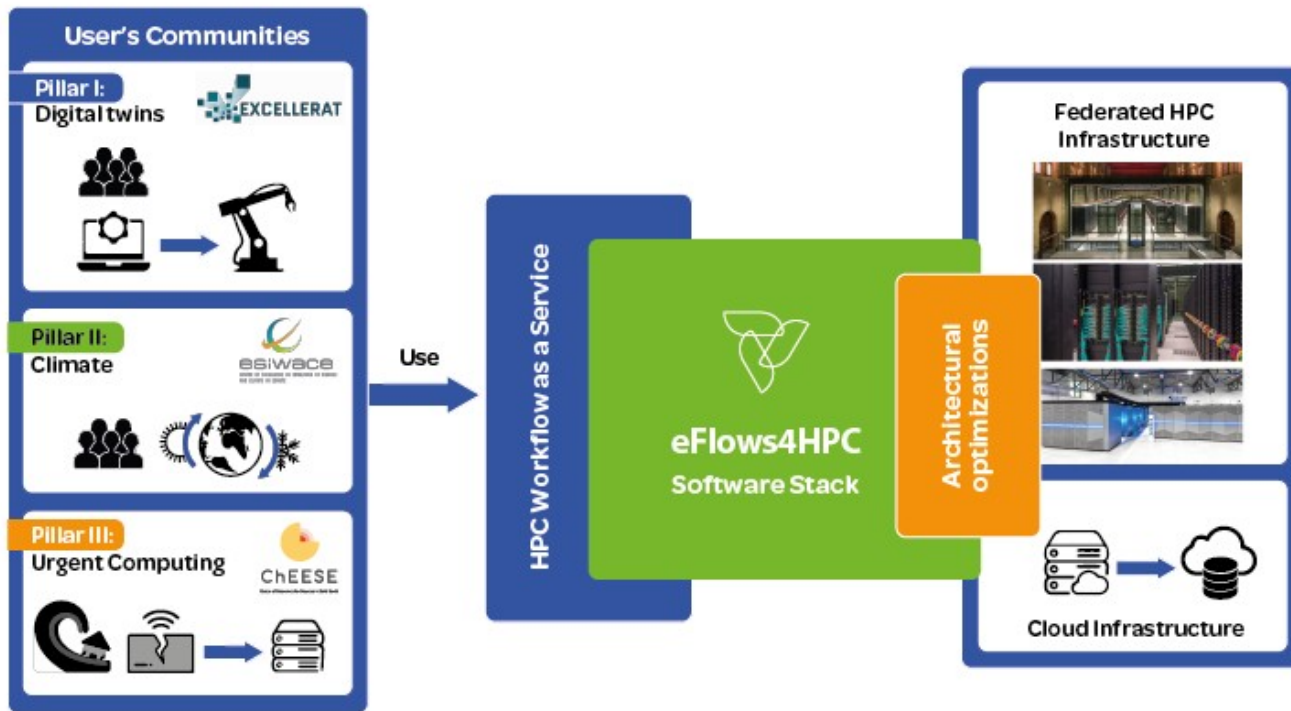 User's Communities
Pillar I:
Digital twins
EXCELLERAT
Pillar II:
Climate
esiwace
Pillar III:
Urgent Computing
ChEESE
Use
HPC Workflow as a Service
eFlows4HPC
Software Stack
Architectural
optimizations
Federated HPC
Infrastructure
Cloud Infrastructure